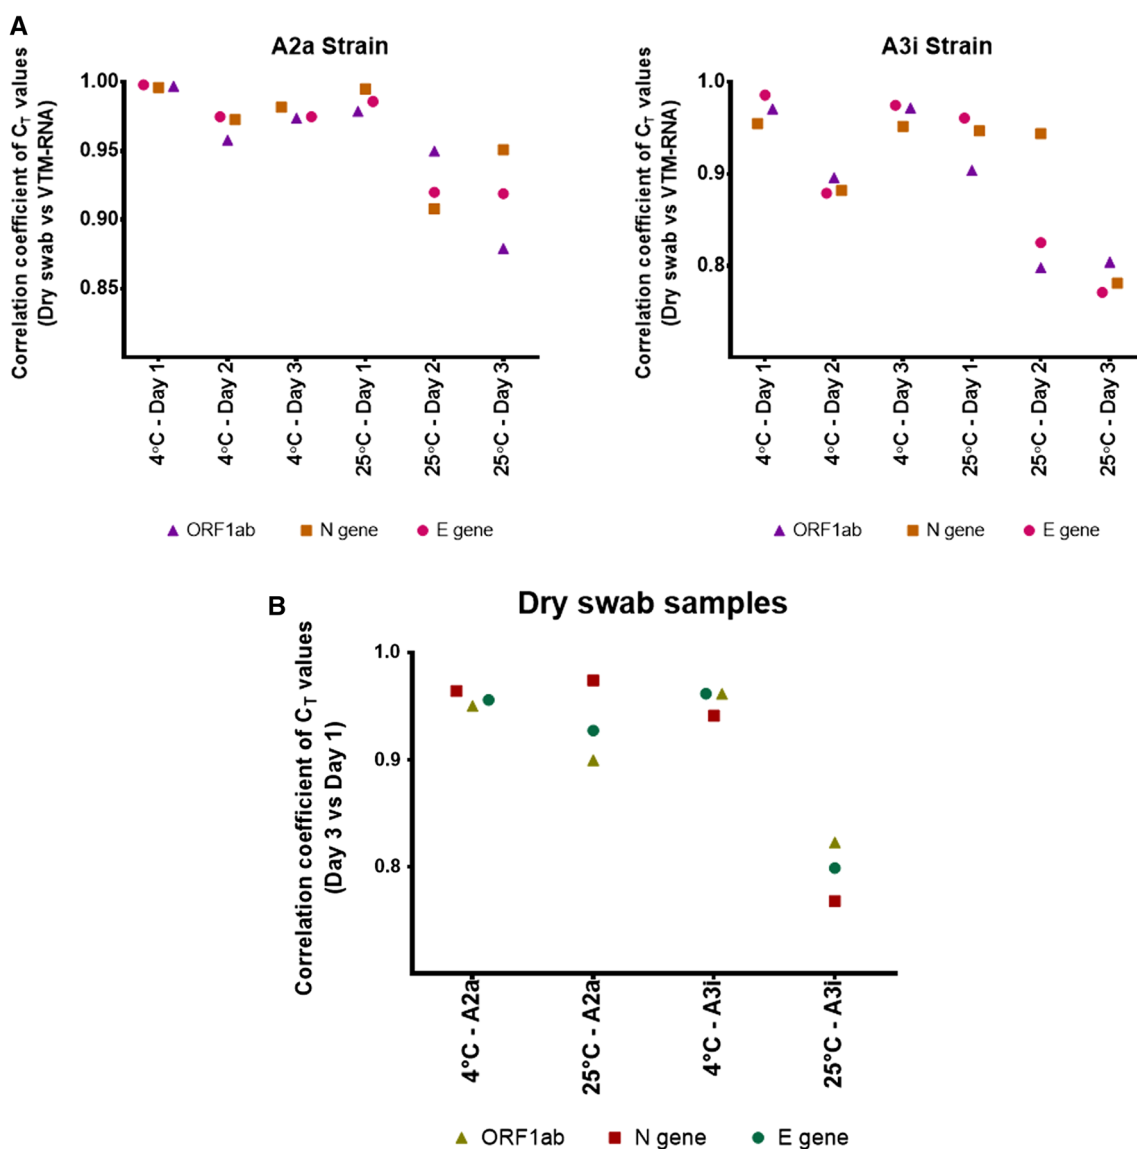 A
A2a Strain
Correlation coefficient of CT values
(Dry swab vs VTM-RNA)
1.00
0.95
0.90
0.85
4°C - Day 1
4°C - Day 2
4°C - Day 3
25°C - Day 1
25°C - Day 2
25°C - Day 3
ORF1ab N gene E gene
A3i Strain
Correlation coefficient of CT values
(Dry swab vs VTM-RNA)
1.0
0.9
0.8
4°C - Day 1
4°C - Day 2
4°C - Day 3
25°C - Day 1
25°C - Day 2
25°C - Day 3
ORF1ab N gene E gene
B
Dry swab samples
Correlation coefficient of CT values
(Day 3 vs Day 1)
1.0
0.9
0.8
4°C - A2a
25°C - A2a
4°C - A3i
25°C - A3i
ORF1ab N gene E gene